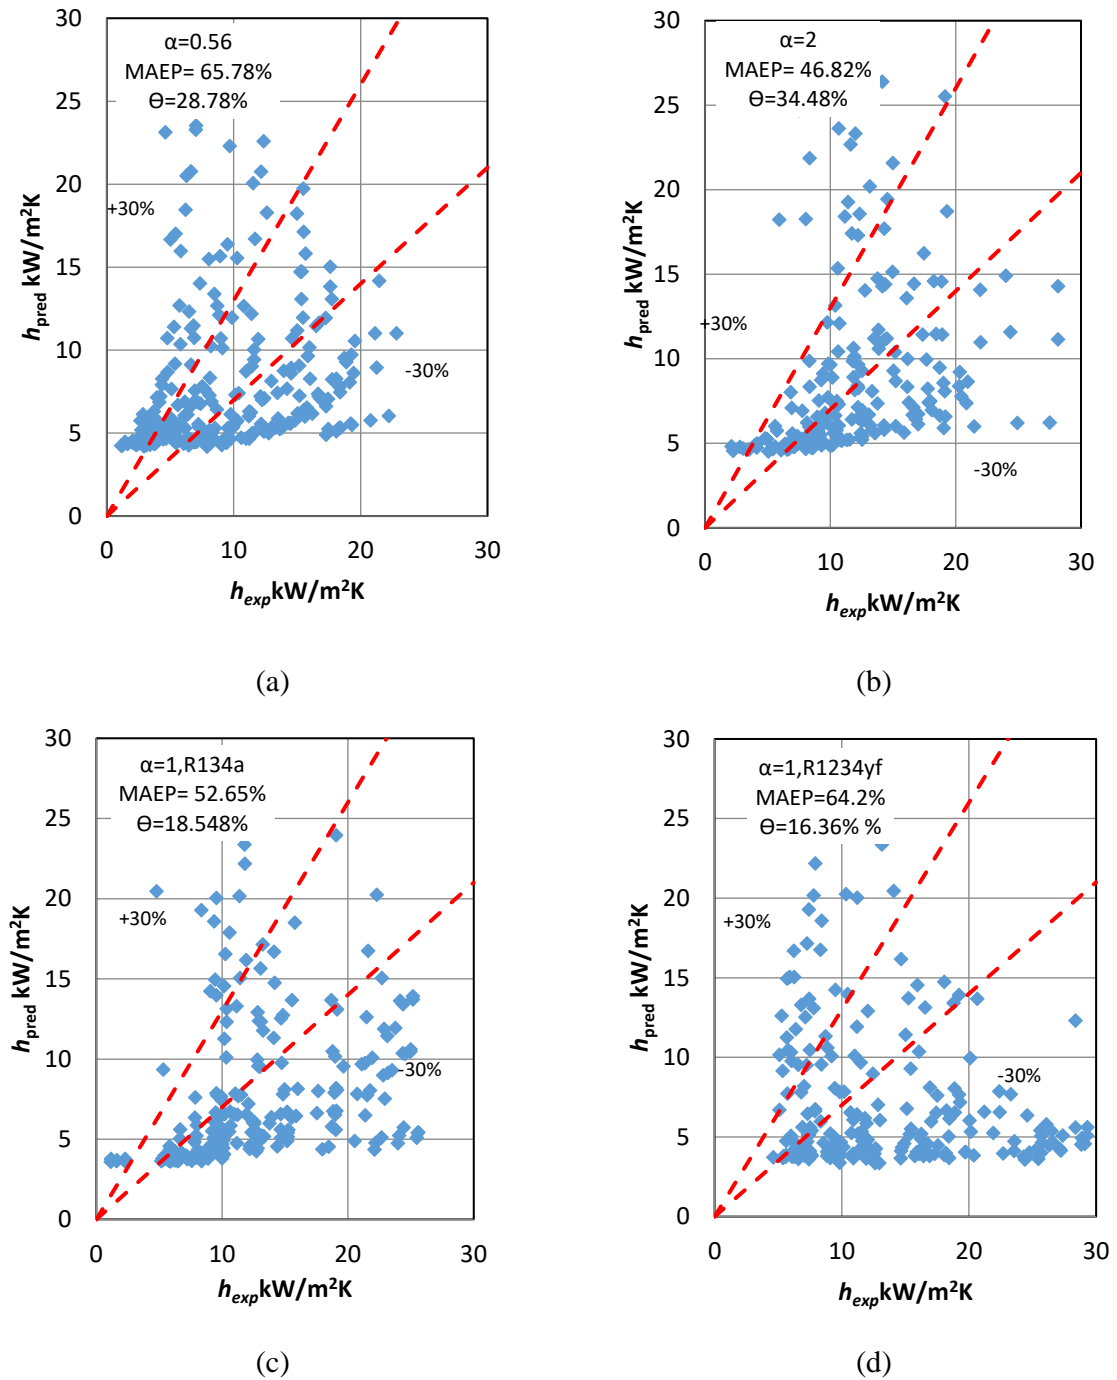 30
25
20
15
10
5
0
0
10
20
30
α=0.56
MAEP= 65.78%
Ө=28.78%
+30%
-30%
h_pred kW/m²K
h_exp kW/m²K
(a)
30
25
20
15
10
5
0
0
10
20
30
α=2
MAEP= 46.82%
Ө=34.48%
+30%
-30%
h_pred kW/m²K
h_exp kW/m²K
(b)
30
25
20
15
10
5
0
0
10
20
30
α=1,R134a
MAEP= 52.65%
Ө=18.548%
+30%
-30%
h_pred kW/m²K
h_exp kW/m²K
(c)
30
25
20
15
10
5
0
0
10
20
30
α=1,R1234yf
MAEP=64.2%
Ө=16.36% %
+30%
-30%
h_pred kW/m²K
h_exp kW/m²K
(d)